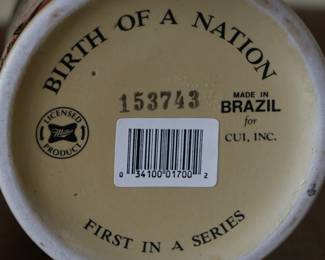 BIRTH OF A NATION
153743
MADE IN
BRAZIL
for
CUI, INC.
LICENSED
Miller
PRODUCT
0 34100 01700 2
FIRST IN A SERIES